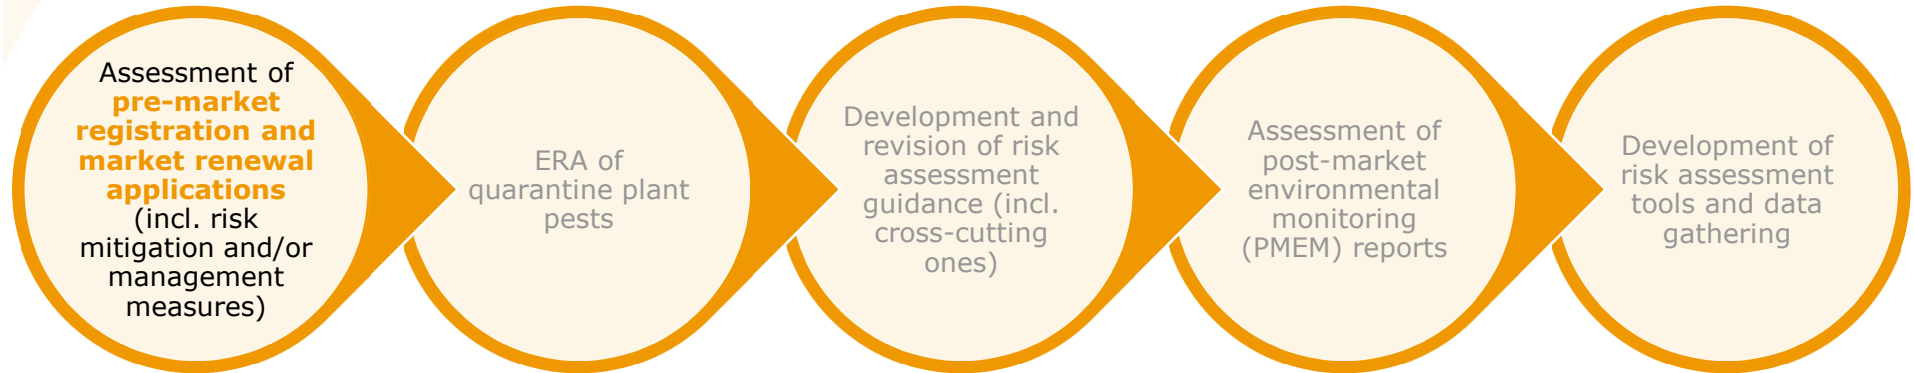 Assessment of
pre-market
registration and
market renewal
applications
(incl. risk
mitigation and/or
management
measures)
ERA of
quarantine plant
pests
Development and
revision of risk
assessment
guidance (incl.
cross-cutting
ones)
Assessment of
post-market
environmental
monitoring
(PMEM) reports
Development of
risk assessment
tools and data
gathering